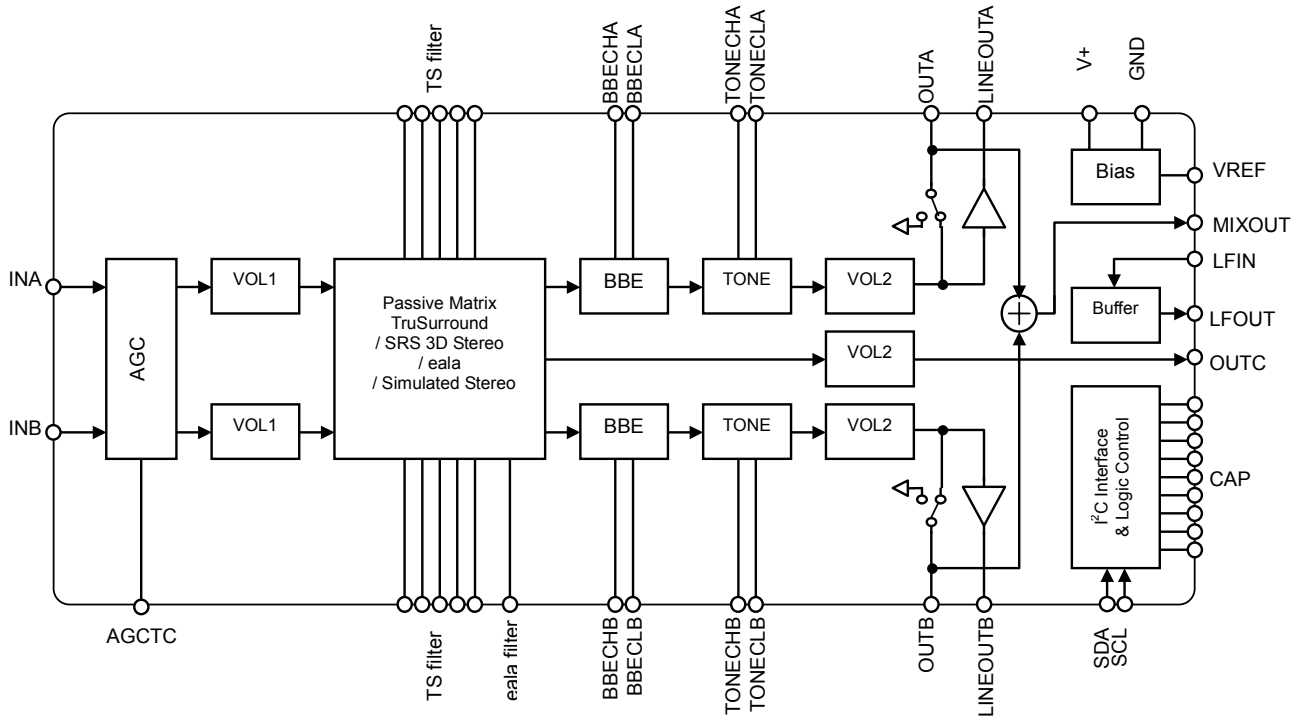 TS filter
BBECHA
BBECLA
TONECHA
TONECLA
OUTA
LINEOUTA
V+
GND
Bias
VREF
MIXOUT
LFIN
INA
AGC
VOL1
Passive Matrix
TruSurround
/ SRS 3D Stereo
/ eala
/ Simulated Stereo
BBE
TONE
VOL2
Buffer
LFOUT
VOL2
OUTC
INB
VOL1
BBE
TONE
VOL2
I²C Interface
& Logic Control
CAP
AGCTC
TS filter
eala filter
BBECHB
BBECLB
TONECHB
TONECLB
OUTB
LINEOUTB
SDA
SCL